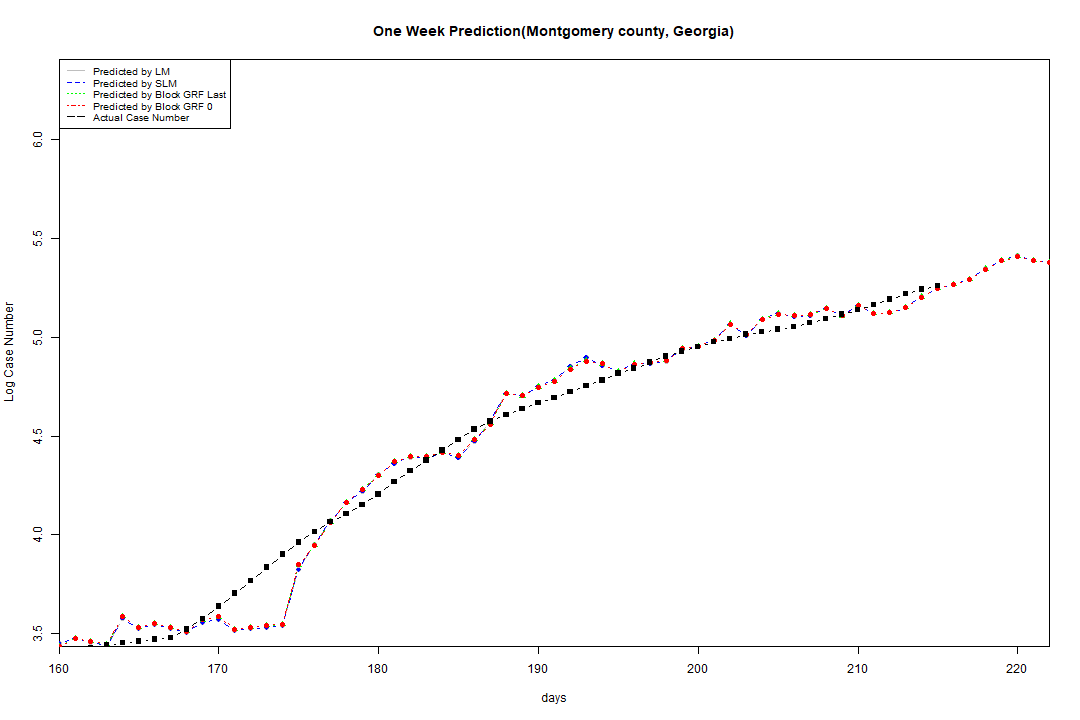 One Week Prediction(Montgomery county, Georgia)
Predicted by LM
Predicted by SLM
Predicted by Block GRF Last
Predicted by Block GRF 0
Actual Case Number
6.0
5.5
5.0
4.5
4.0
3.5
Log Case Number
160 170 180 190 200 210 220
days